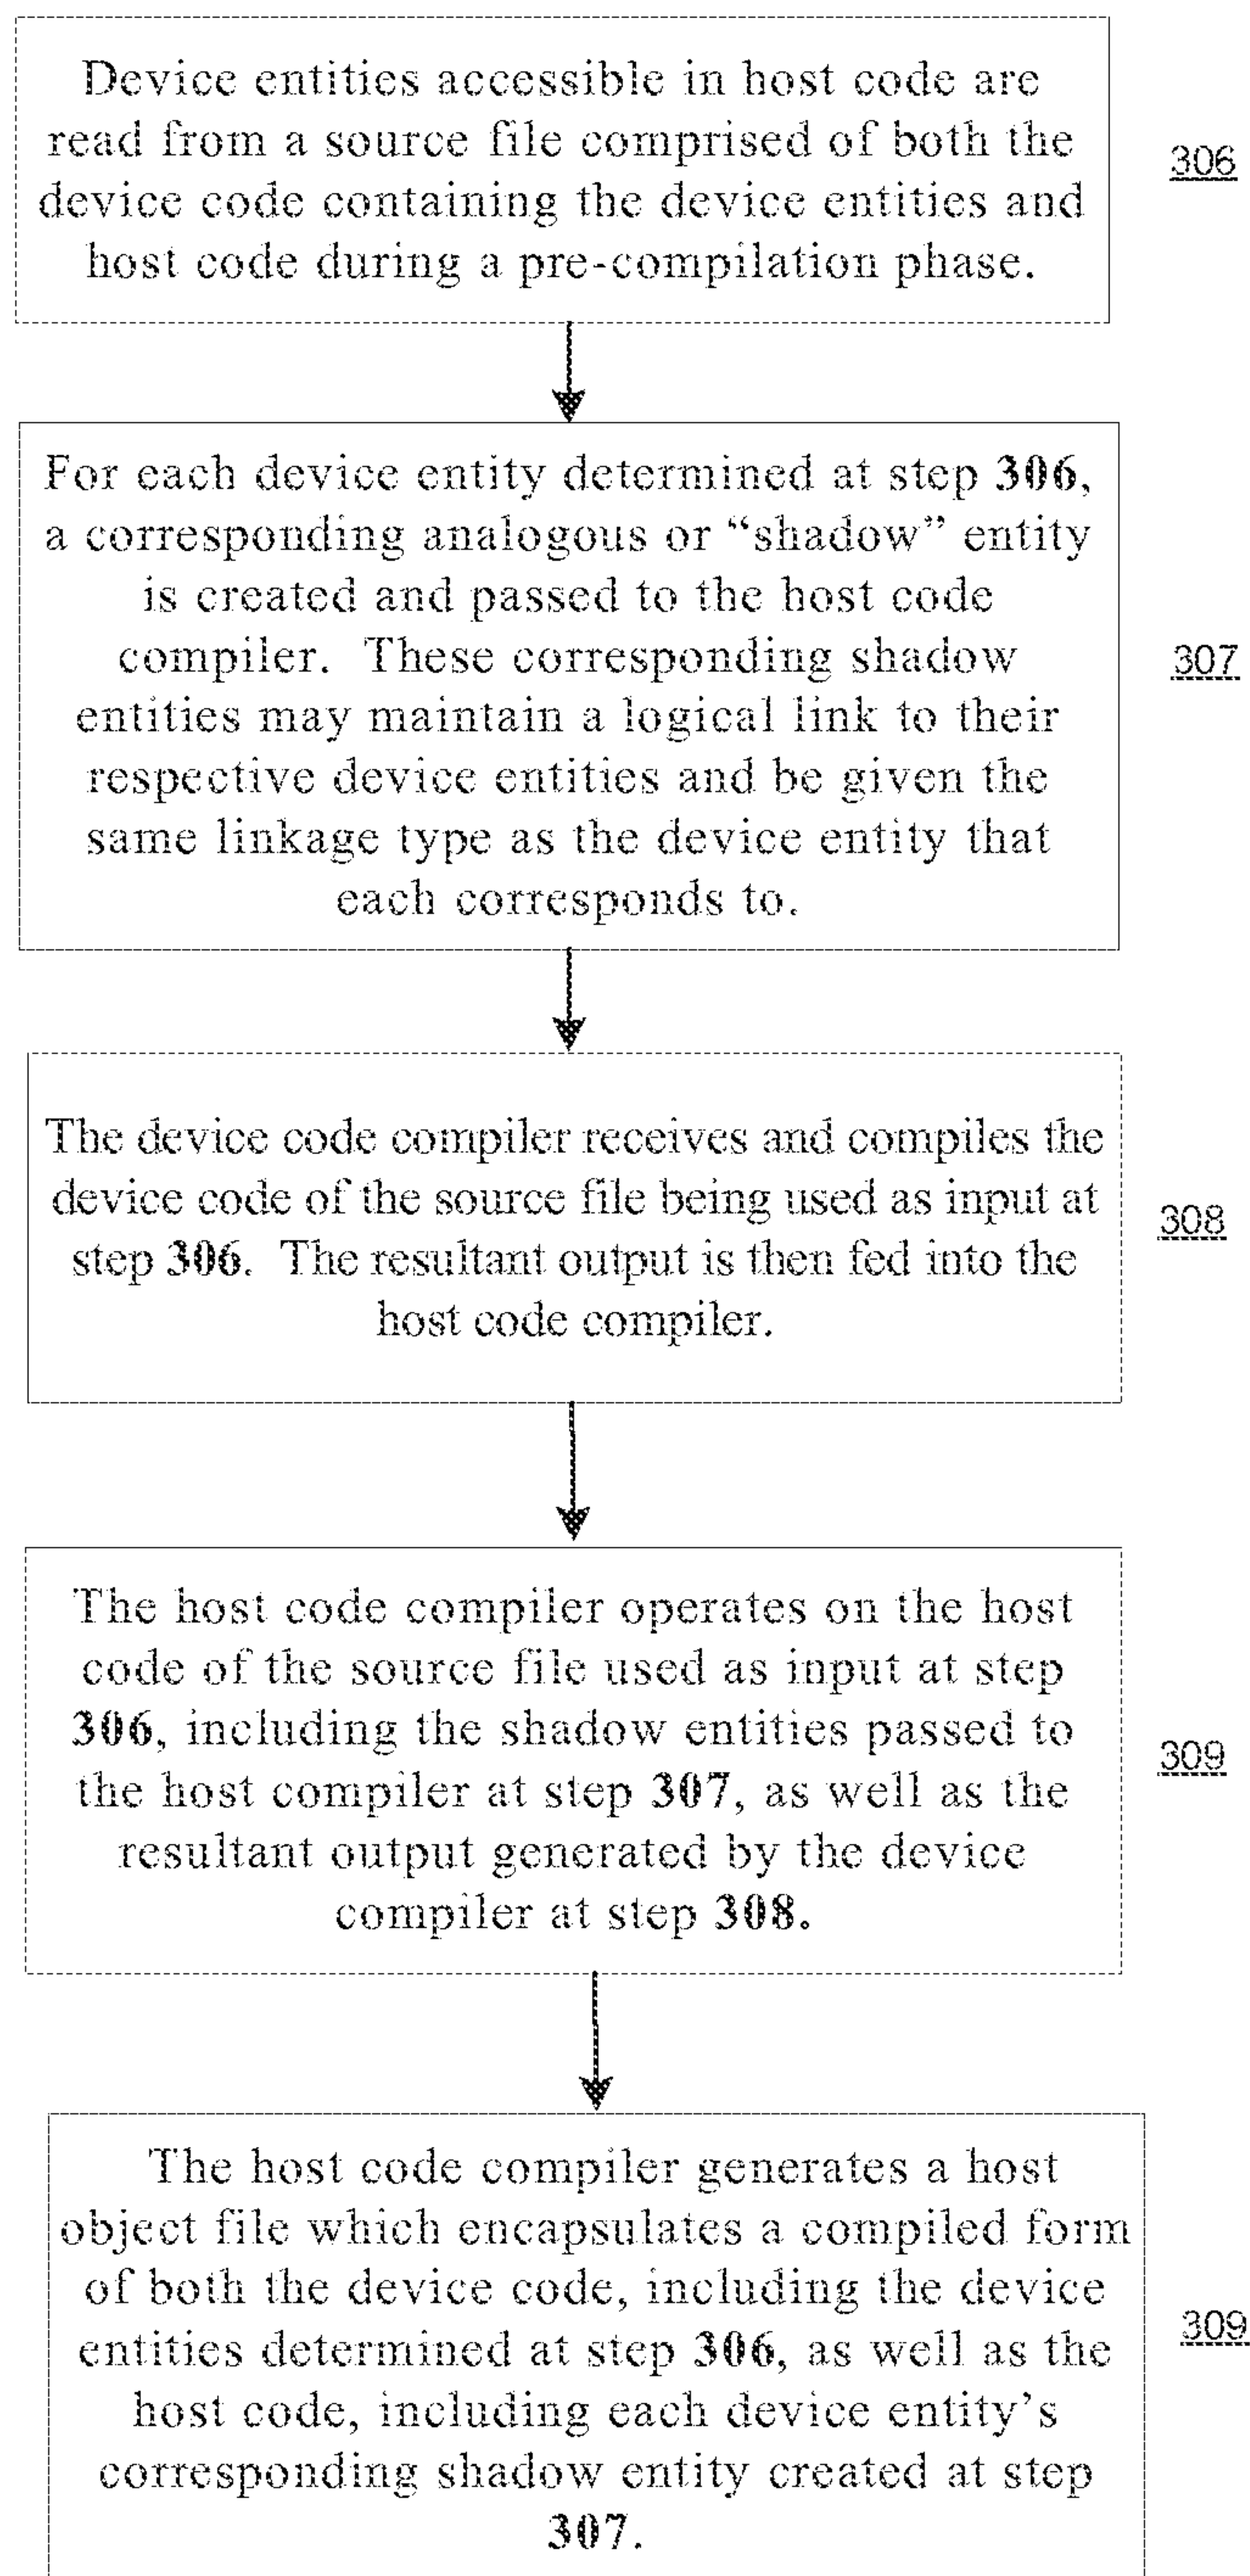 Device entities accessible in host code are
read from a source file comprised of both the
device code containing the device entities and
host code during a pre-compilation phase.
306
For each device entity determined at step 306,
a corresponding analogous or “shadow” entity
is created and passed to the host code
compiler. These corresponding shadow
entities may maintain a logical link to their
respective device entities and be given the
same linkage type as the device entity that
each corresponds to.
307
The device code compiler receives and compiles the
device code of the source file being used as input at
step 306. The resultant output is then fed into the
host code compiler.
308
The host code compiler operates on the host
code of the source file used as input at step
306, including the shadow entities passed to
the host compiler at step 307, as well as the
resultant output generated by the device
compiler at step 308.
309
The host code compiler generates a host
object file which encapsulates a compiled form
of both the device code, including the device
entities determined at step 306, as well as the
host code, including each device entity’s
corresponding shadow entity created at step
307.
309